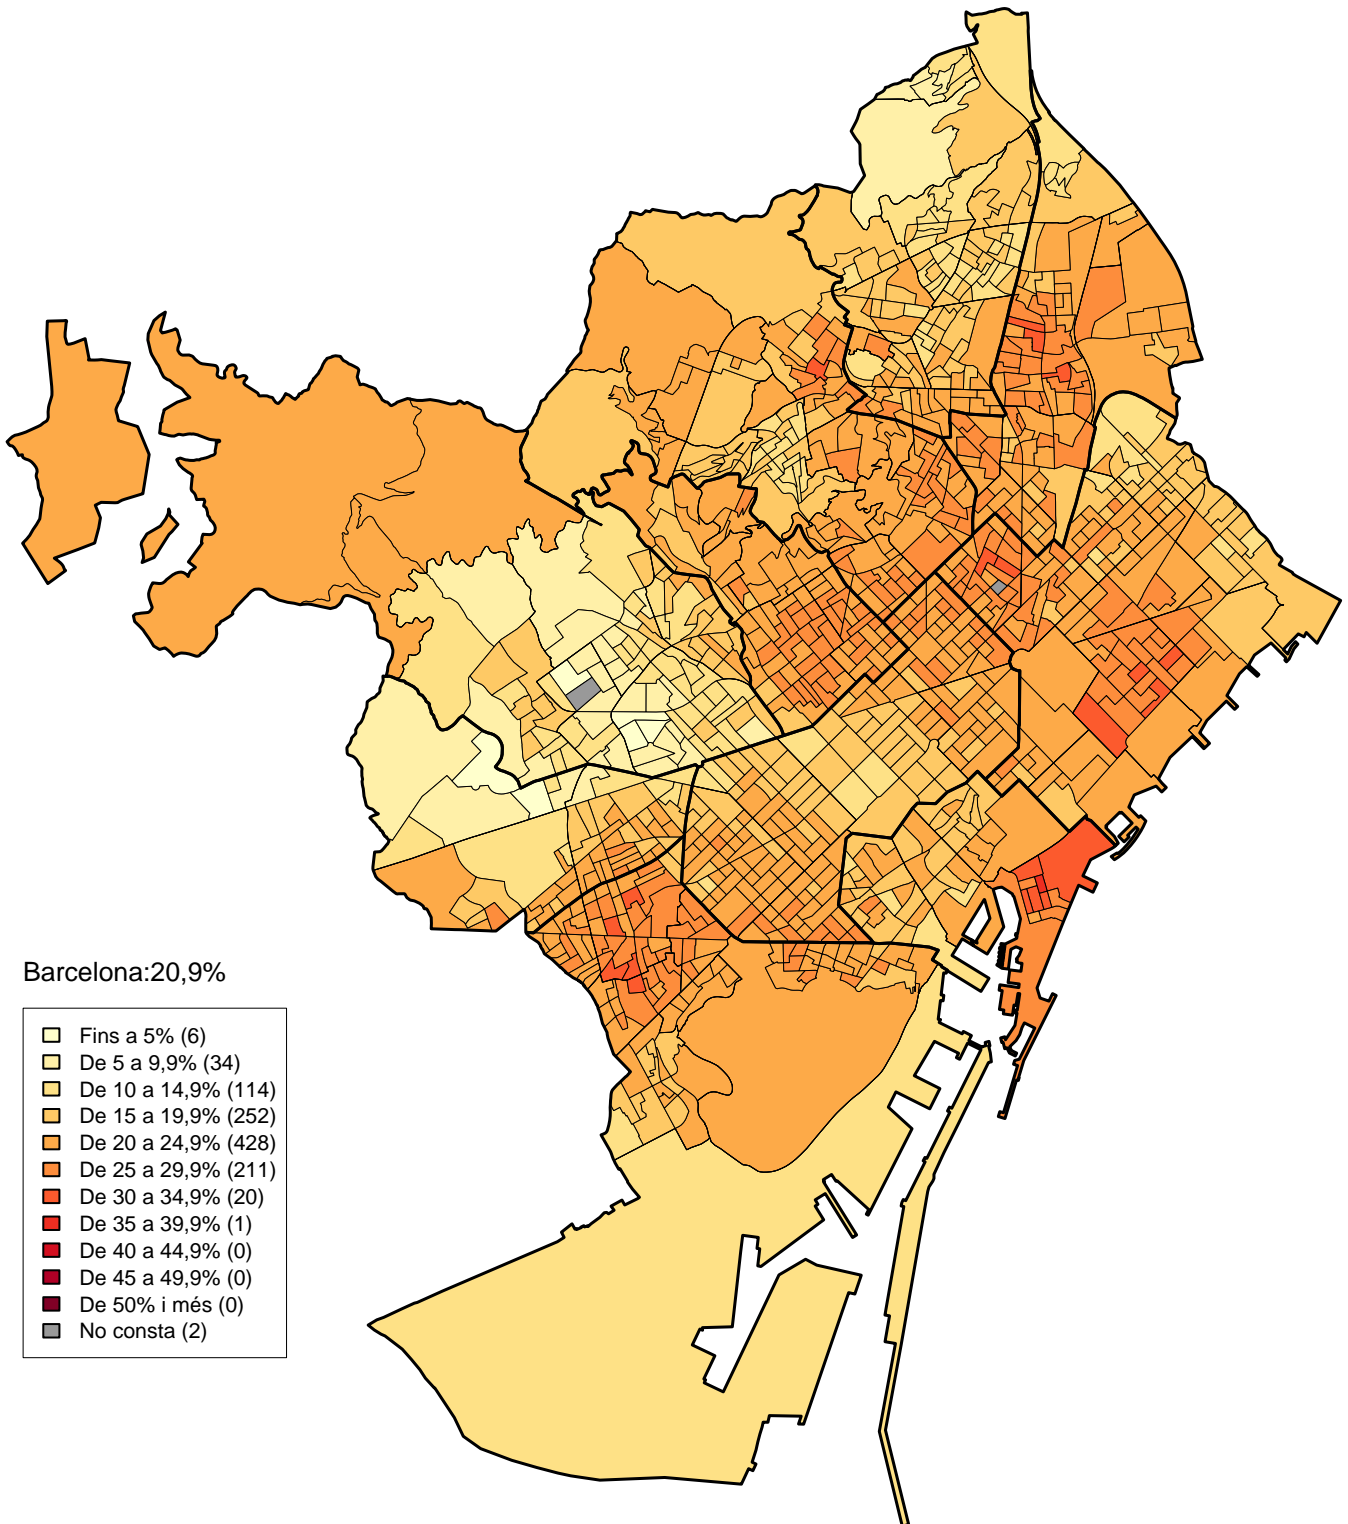 Barcelona:20,9%
Fins a 5% (6)
De 5 a 9,9% (34)
De 10 a 14,9% (114)
De 15 a 19,9% (252)
De 20 a 24,9% (428)
De 25 a 29,9% (211)
De 30 a 34,9% (20)
De 35 a 39,9% (1)
De 40 a 44,9% (0)
De 45 a 49,9% (0)
De 50% i més (0)
No consta (2)